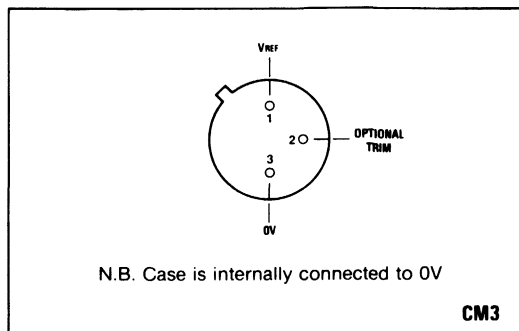 VREF
1
2
OPTIONAL
TRIM
3
0V
N.B. Case is internally connected to 0V
CM3